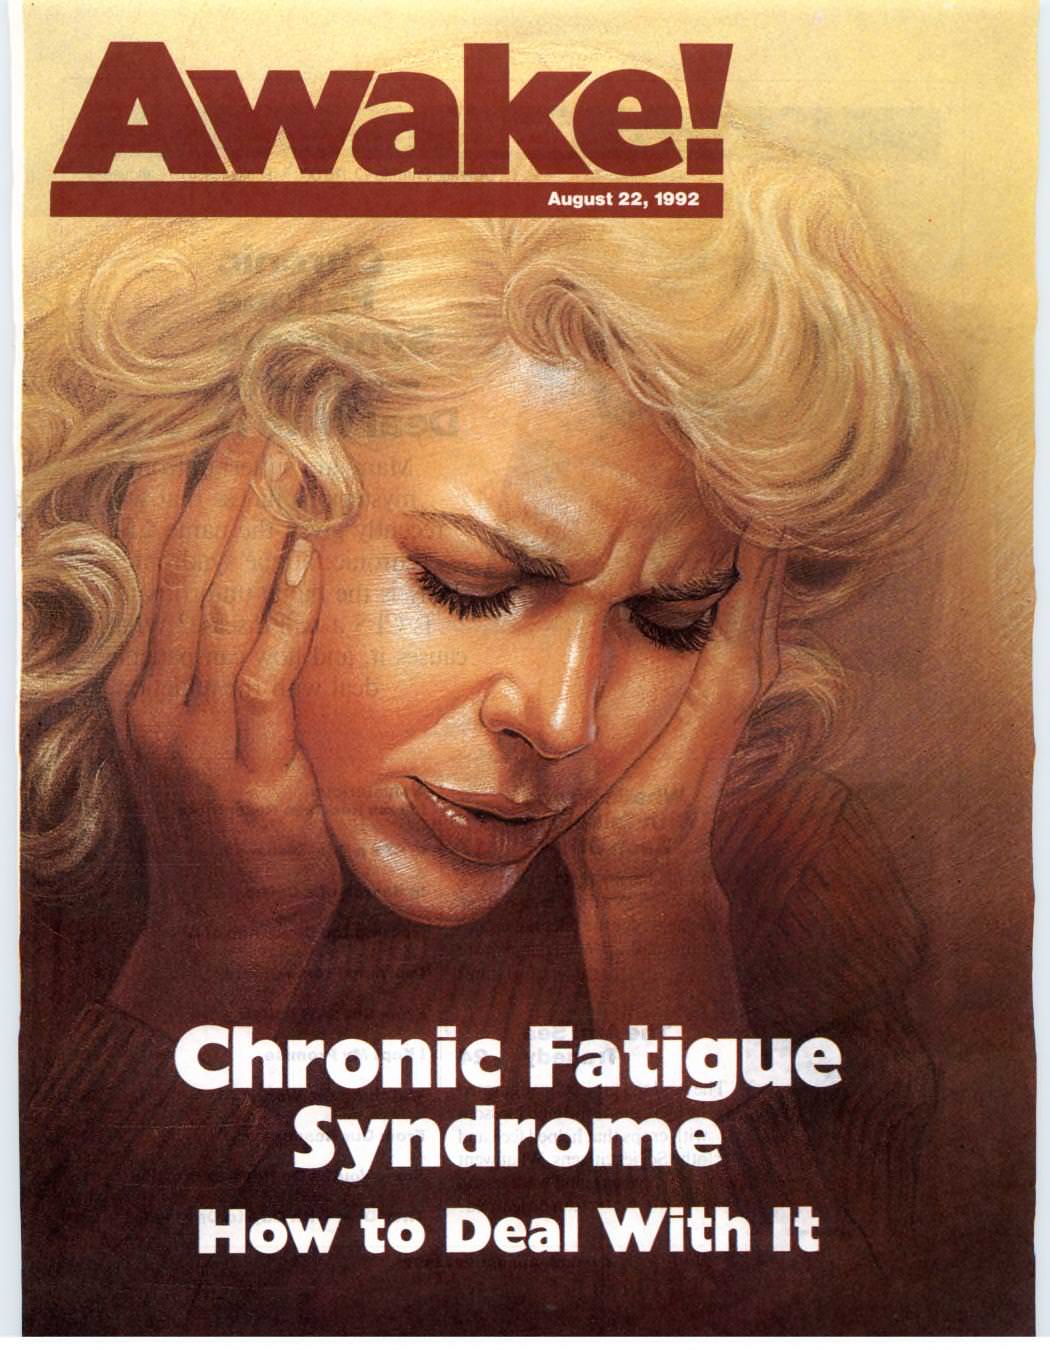 Awake!
August 22, 1992
Chronic Fatigue
Syndrome
How to Deal With It